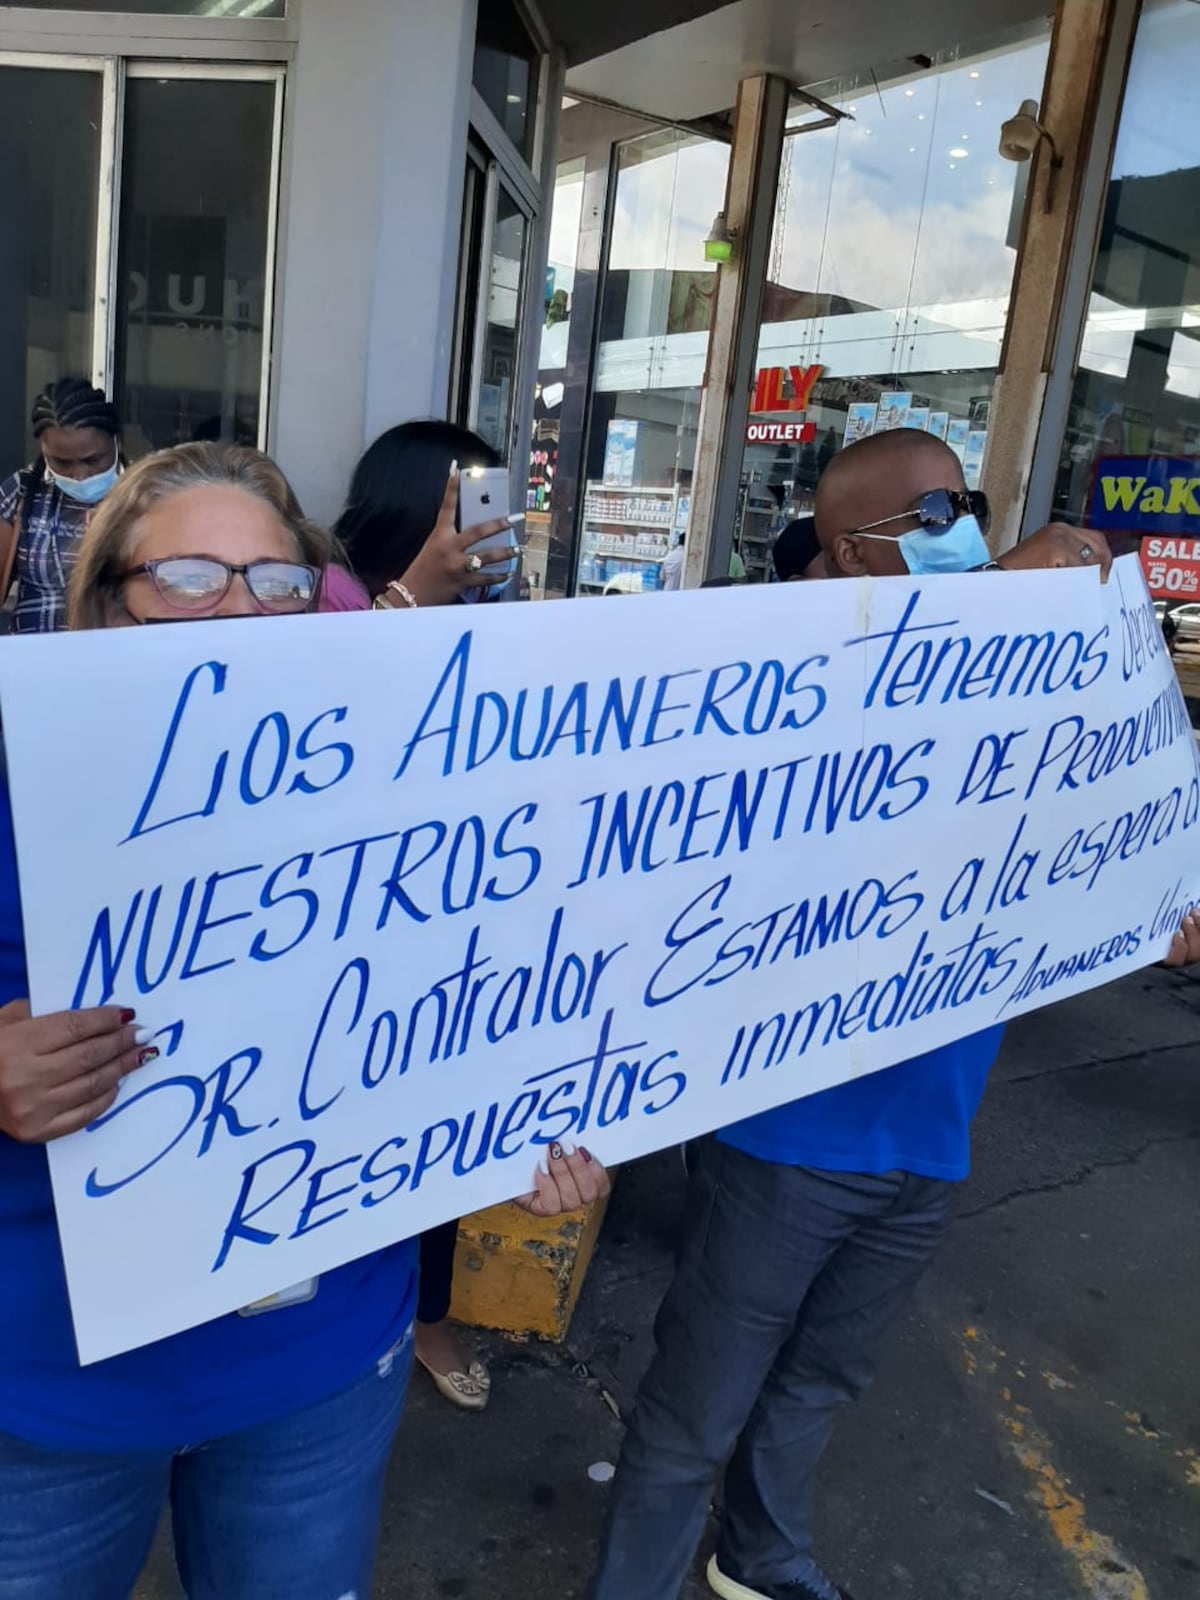 Los ADUANEROS Tenemos
NUESTROS INCENTIVOS DE
SR. Contralor ESTAMOS a la espera
RESPUEStas inmediatas ADUANEROS
OUTLET
SALE
50%